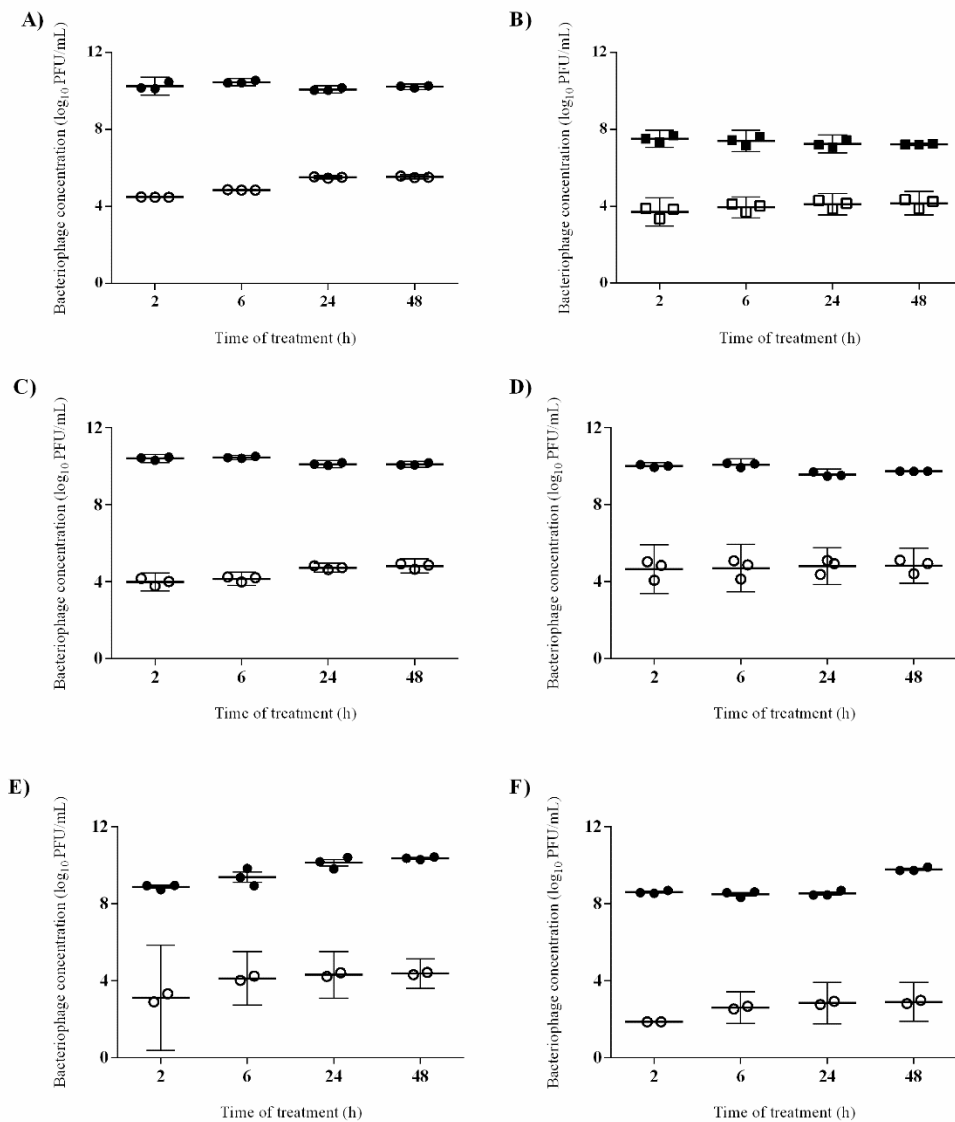 A)
Bacteriophage concentration (log10 PFU/mL)
12
8
4
0
2 6 24 48
Time of treatment (h)
B)
Bacteriophage concentration (log10 PFU/mL)
12
8
4
0
2 6 24 48
Time of treatment (h)
C)
Bacteriophage concentration (log10 PFU/mL)
12
8
4
0
2 6 24 48
Time of treatment (h)
D)
Bacteriophage concentration (log10 PFU/mL)
12
8
4
0
2 6 24 48
Time of treatment (h)
E)
Bacteriophage concentration (log10 PFU/mL)
12
8
4
0
2 6 24 48
Time of treatment (h)
F)
Bacteriophage concentration (log10 PFU/mL)
12
8
4
0
2 6 24 48
Time of treatment (h)